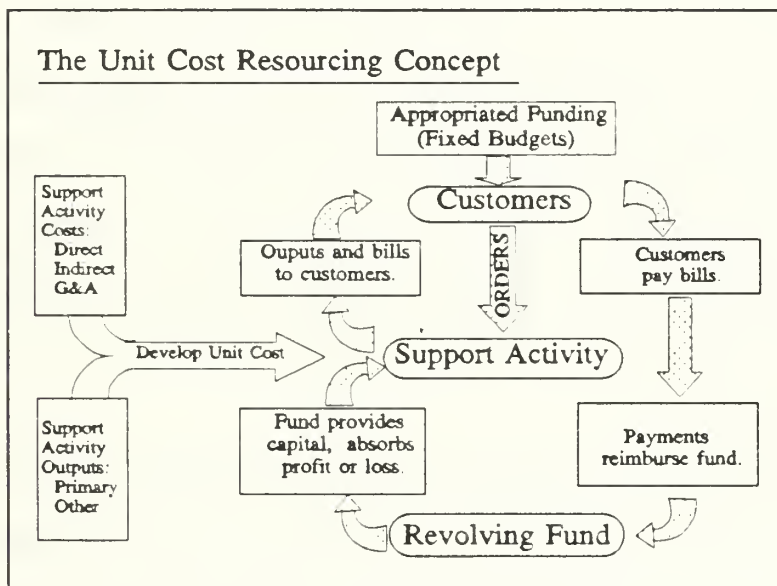 The Unit Cost Resourcing Concept
Appropriated Funding
(Fixed Budgets)
Customers
Support
Activity
Costs:
Direct
Indirect
G&A
Ouputs and bills
to customers.
ORDERS
Customers
pay bills.
Develop Unit Cost
Support Activity
Support
Activity
Outputs:
Primary
Other
Fund provides
capital, absorbs
profit or loss.
Payments
reimburse fund.
Revolving Fund